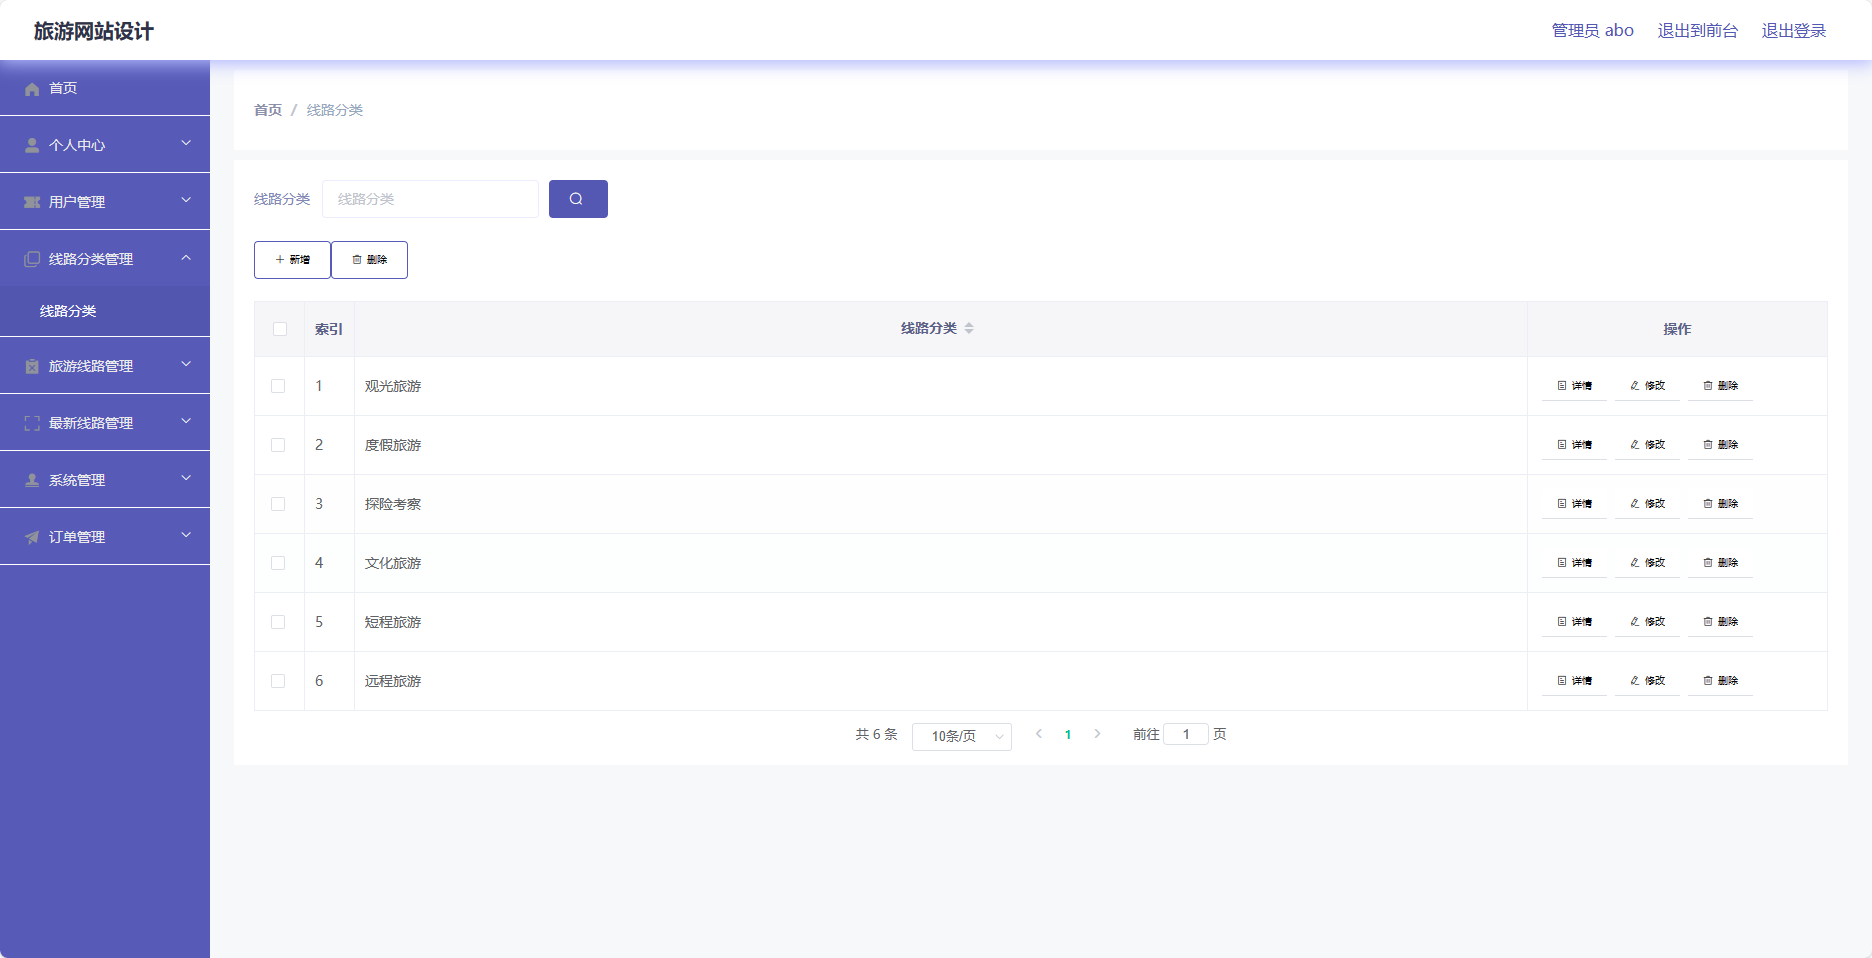 旅游网站设计
管理员 abo 退出到前台 退出登录
首页
个人中心
用户管理
线路分类管理
线路分类
旅游线路管理
最新线路管理
系统管理
订单管理
首页 / 线路分类
线路分类 线路分类
新增 删除
索引 线路分类 操作
1 观光旅游 详情 修改 删除
2 度假旅游 详情 修改 删除
3 探险考察 详情 修改 删除
4 文化旅游 详情 修改 删除
5 短程旅游 详情 修改 删除
6 远程旅游 详情 修改 删除
共 6 条 10条/页 1 前往 1 页